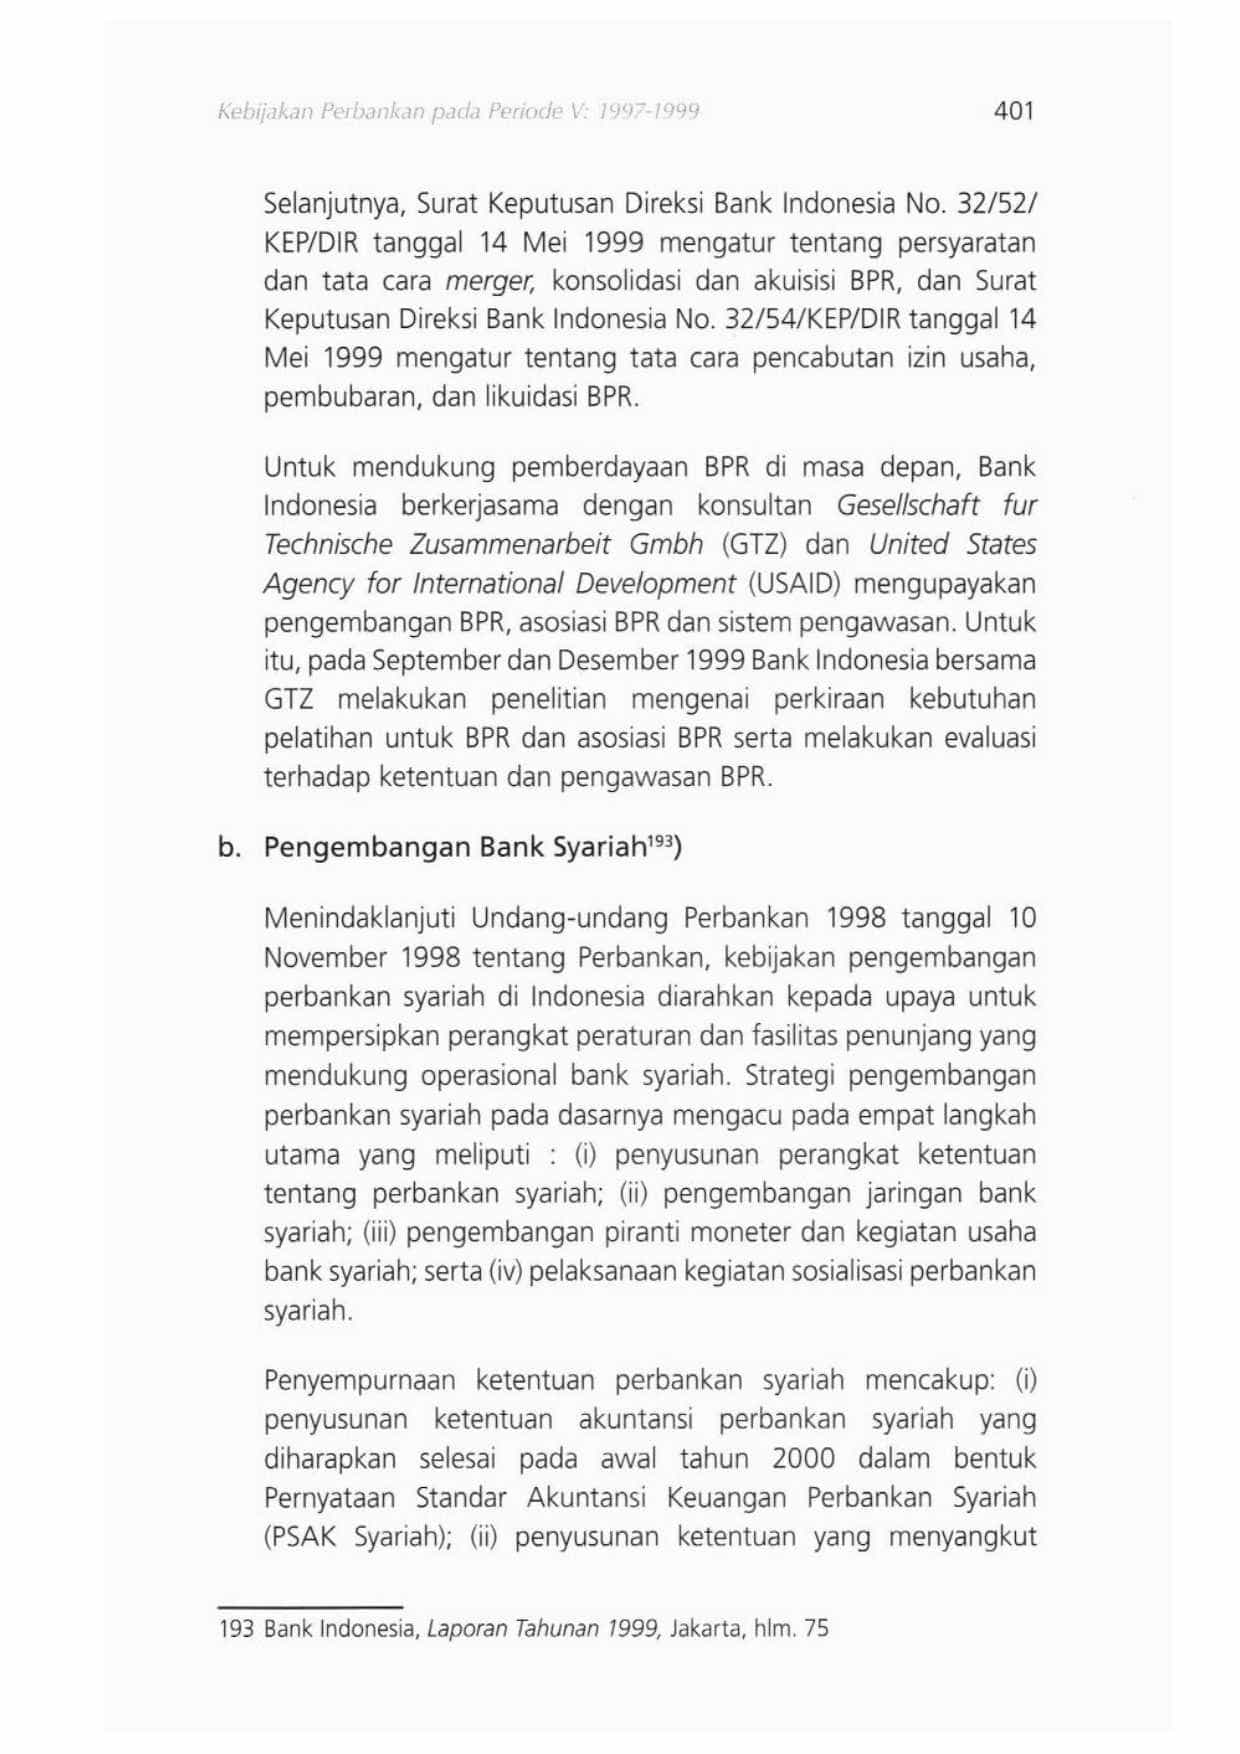 Kebijakan Perbankan pada Periode V: 1997-1999 401
Selanjutnya, Surat Keputusan Direksi Bank Indonesia No. 32/52/
KEP/DIR tanggal 14 Mei 1999 mengatur tentang persyaratan
dan tata cara merger, konsolidasi dan akuisisi BPR, dan Surat
Keputusan Direksi Bank Indonesia No. 32/54/KEP/DIR tanggal 14
Mei 1999 mengatur tentang tata cara pencabutan izin usaha,
pembubaran, dan likuidasi BPR.
Untuk mendukung pemberdayaan BPR di masa depan, Bank
Indonesia berkerjasama dengan konsultan Gesellschaft fur
Technische Zusammenarbeit Gmbh (GTZ) dan United States
Agency for International Development (USAID) mengupayakan
pengembangan BPR, asosiasi BPR dan sistem pengawasan. Untuk
itu, pada September dan Desember 1999 Bank Indonesia bersama
GTZ melakukan penelitian mengenai perkiraan kebutuhan
pelatihan untuk BPR dan asosiasi BPR serta melakukan evaluasi
terhadap ketentuan dan pengawasan BPR.
b. Pengembangan Bank Syariah¹⁹³)
Menindaklanjuti Undang-undang Perbankan 1998 tanggal 10
November 1998 tentang Perbankan, kebijakan pengembangan
perbankan syariah di Indonesia diarahkan kepada upaya untuk
mempersipkan perangkat peraturan dan fasilitas penunjang yang
mendukung operasional bank syariah. Strategi pengembangan
perbankan syariah pada dasarnya mengacu pada empat langkah
utama yang meliputi : (i) penyusunan perangkat ketentuan
tentang perbankan syariah; (ii) pengembangan jaringan bank
syariah; (iii) pengembangan piranti moneter dan kegiatan usaha
bank syariah; serta (iv) pelaksanaan kegiatan sosialisasi perbankan
syariah.
Penyempurnaan ketentuan perbankan syariah mencakup: (i)
penyusunan ketentuan akuntansi perbankan syariah yang
diharapkan selesai pada awal tahun 2000 dalam bentuk
Pernyataan Standar Akuntansi Keuangan Perbankan Syariah
(PSAK Syariah); (ii) penyusunan ketentuan yang menyangkut
193 Bank Indonesia, Laporan Tahunan 1999, Jakarta, hlm. 75